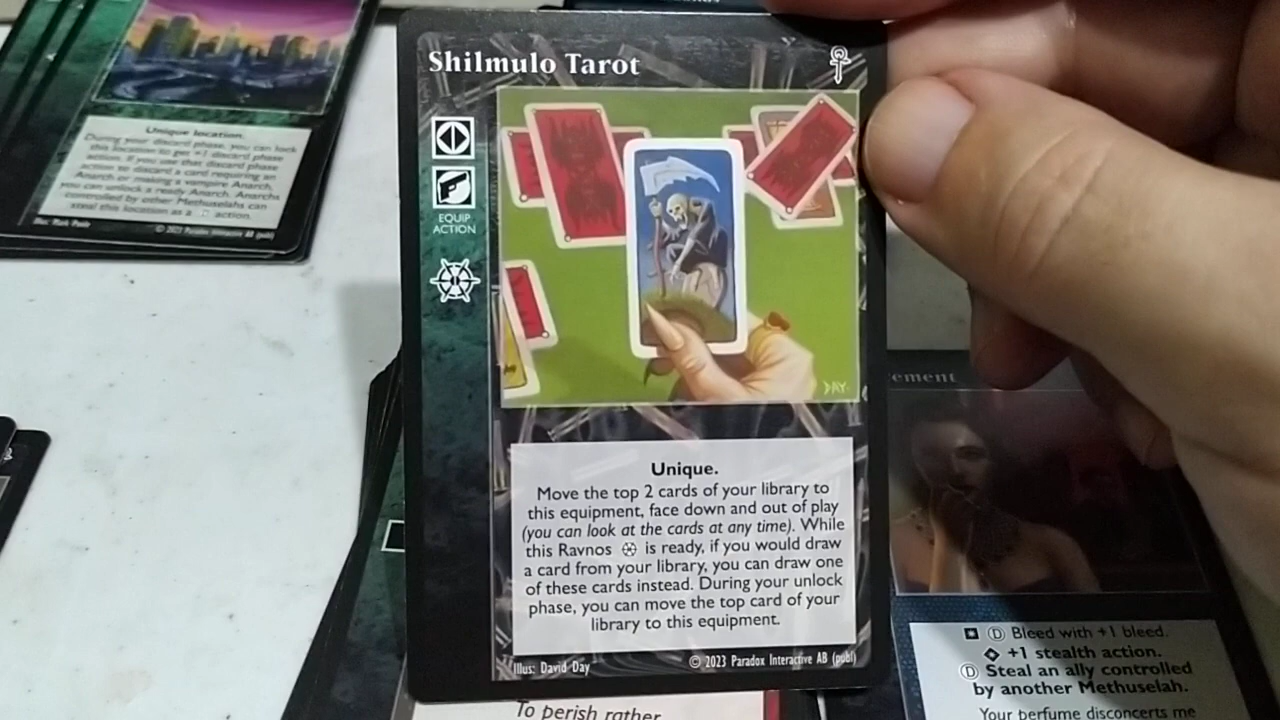 Unique location.
During your discard phase, you can lock
this location to get +1 discard phase
action. If you use that discard phase
action to discard a card requiring an
Anarch or making a vampire Anarch,
you can unlock a ready Anarch. Anarchs
controlled by other Methuselahs can
steal this location as a D action.
Illus: Mark Poole
© 2023 Paradox Interactive AB (publ)
Shilmulo Tarot
EQUIP
ACTION
DAY
Unique.
Move the top 2 cards of your library to
this equipment, face down and out of play
(you can look at the cards at any time). While
this Ravnos is ready, if you would draw
a card from your library, you can draw one
of these cards instead. During your unlock
phase, you can move the top card of your
library to this equipment.
Illus: David Day
© 2023 Paradox Interactive AB (publ)
To perish rather
ement
D Bleed with +1 bleed.
+1 stealth action.
D Steal an ally controlled
by another Methuselah.
Your perfume disconcerts me